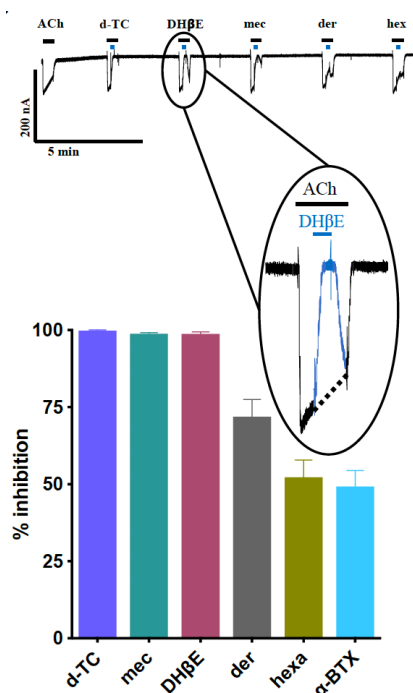 ACh d-TC DHβE mec der hex
200 nA
5 min
ACh
DHβE
100
75
50
25
0
% inhibition
d-TC mec DHβE der hexa α-BTX